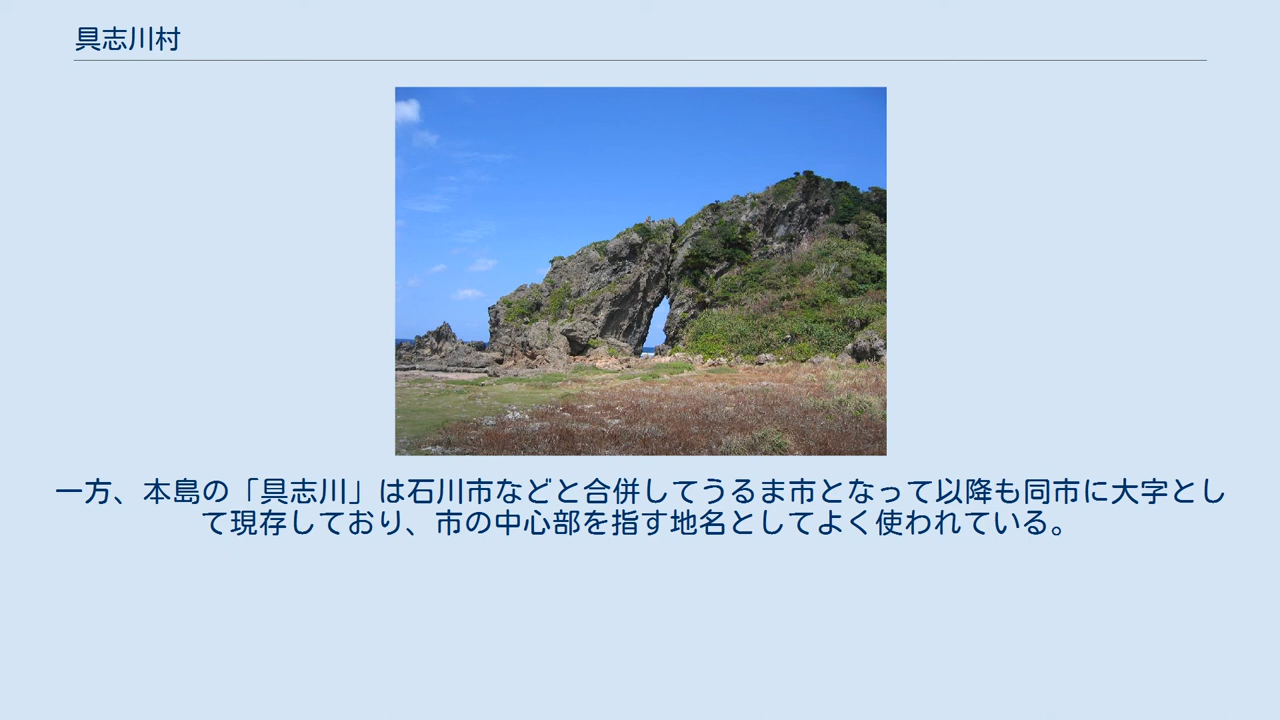 具志川村
一方、本島の「具志川」は石川市などと合併してうるま市となって以降も同市に大字とし
て現存しており、市の中心部を指す地名としてよく使われている。